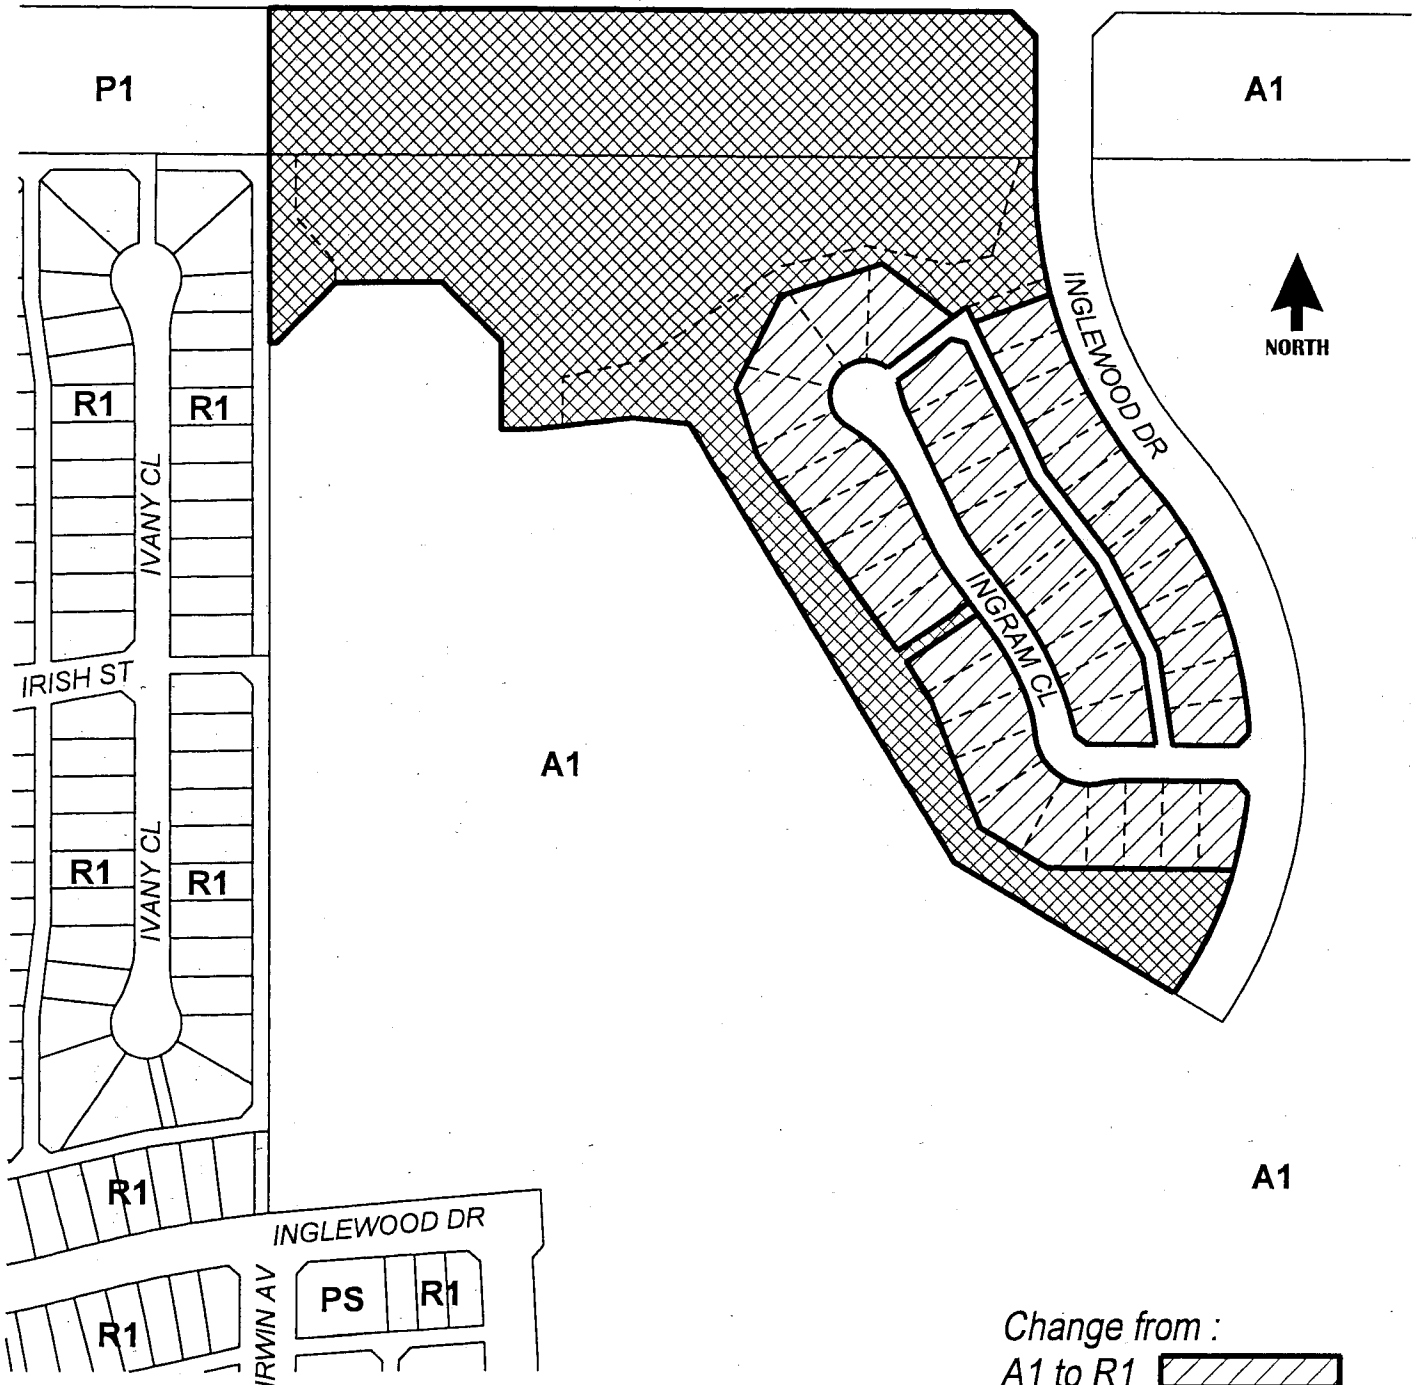 P1
A1
NORTH
INGLEWOOD DR
R1
R1
IVANY CL
INGRAM CL
IRISH ST
A1
R1
R1
IVANY CL
A1
R1
INGLEWOOD DR
PS
R1
R1
IRWIN AV
Change from :
A1 to R1